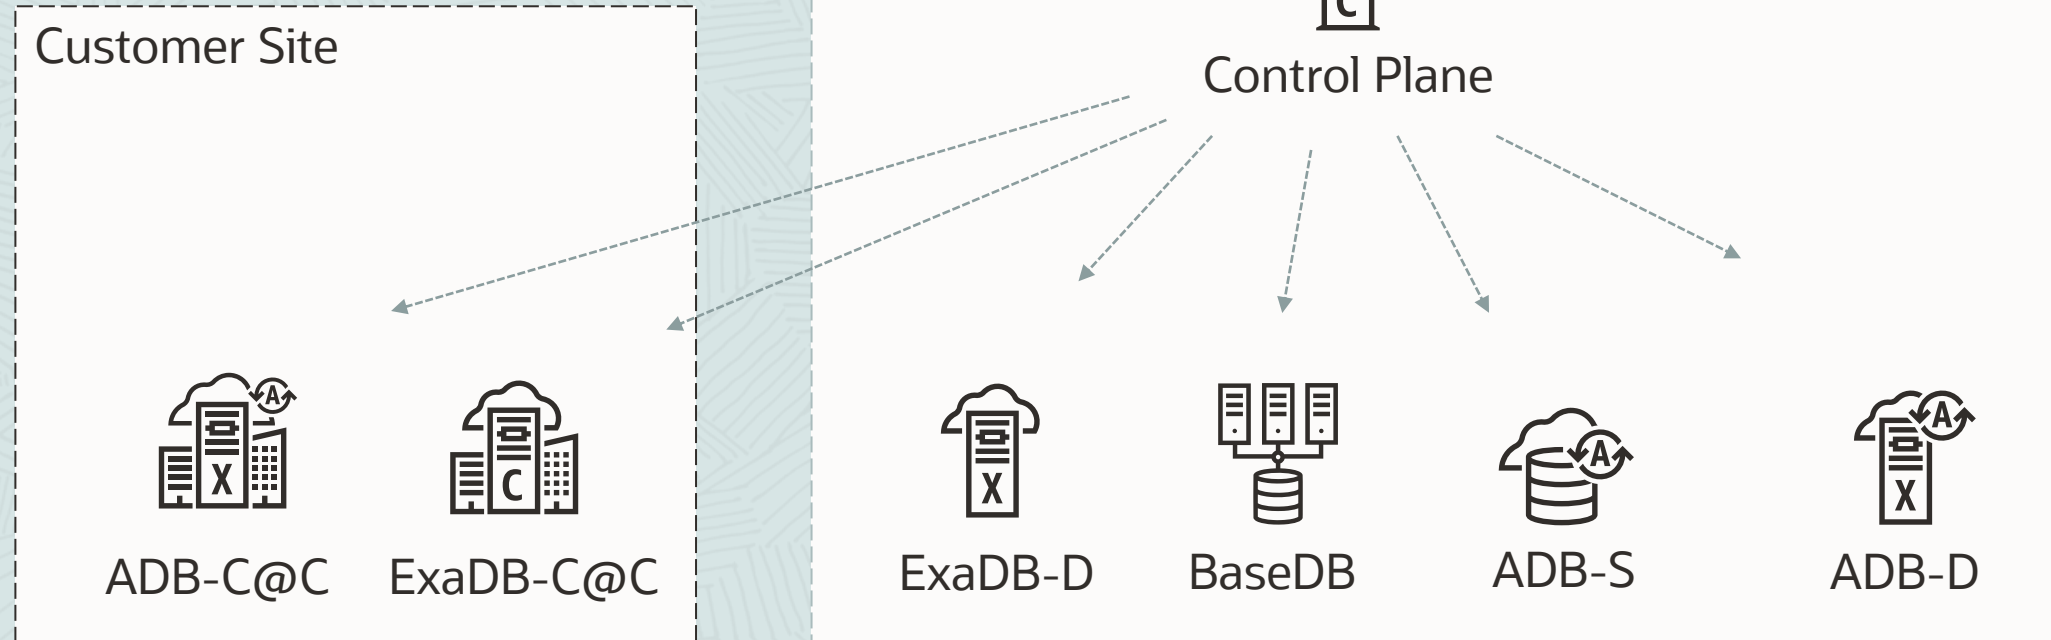 C
Customer Site
Control Plane
A
X
C
X
A
A
X
ADB-C@C
ExaDB-C@C
ExaDB-D
BaseDB
ADB-S
ADB-D